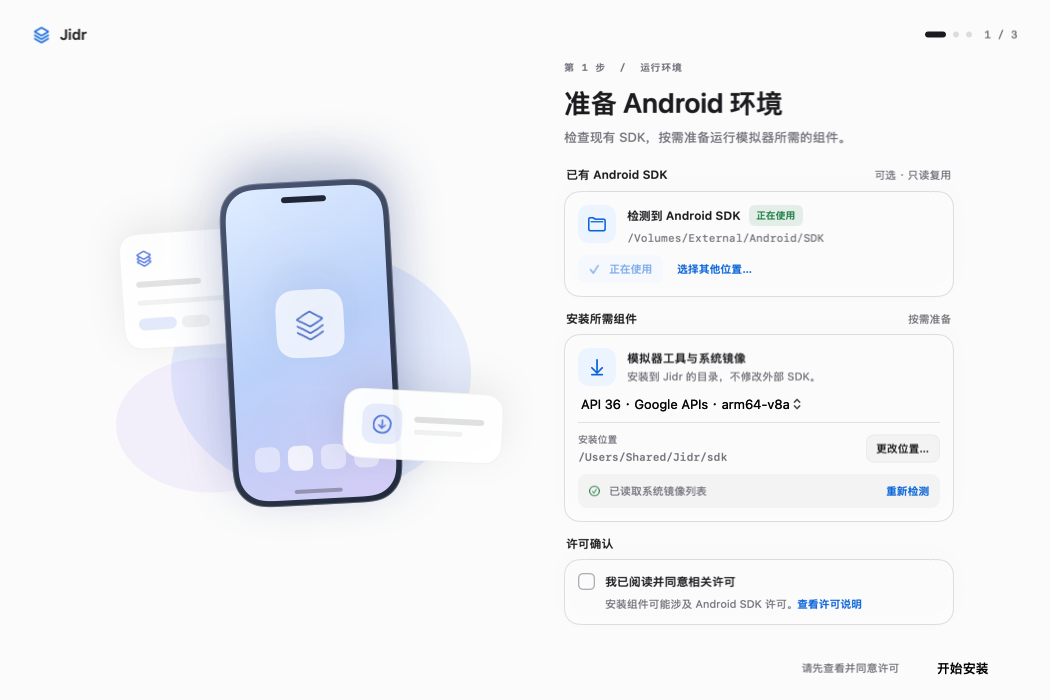 Jidr
1 / 3
第 1 步 / 运行环境
准备 Android 环境
检查现有 SDK，按需准备运行模拟器所需的组件。
已有 Android SDK
可选 · 只读复用
检测到 Android SDK 正在使用
/Volumes/External/Android/SDK
正在使用
选择其他位置...
安装所需组件
按需准备
模拟器工具与系统镜像
安装到 Jidr 的目录，不修改外部 SDK。
API 36 · Google APIs · arm64-v8a
安装位置
/Users/Shared/Jidr/sdk
更改位置...
已读取系统镜像列表
重新检测
许可确认
我已阅读并同意相关许可
安装组件可能涉及 Android SDK 许可。查看许可说明
请先查看并同意许可
开始安装